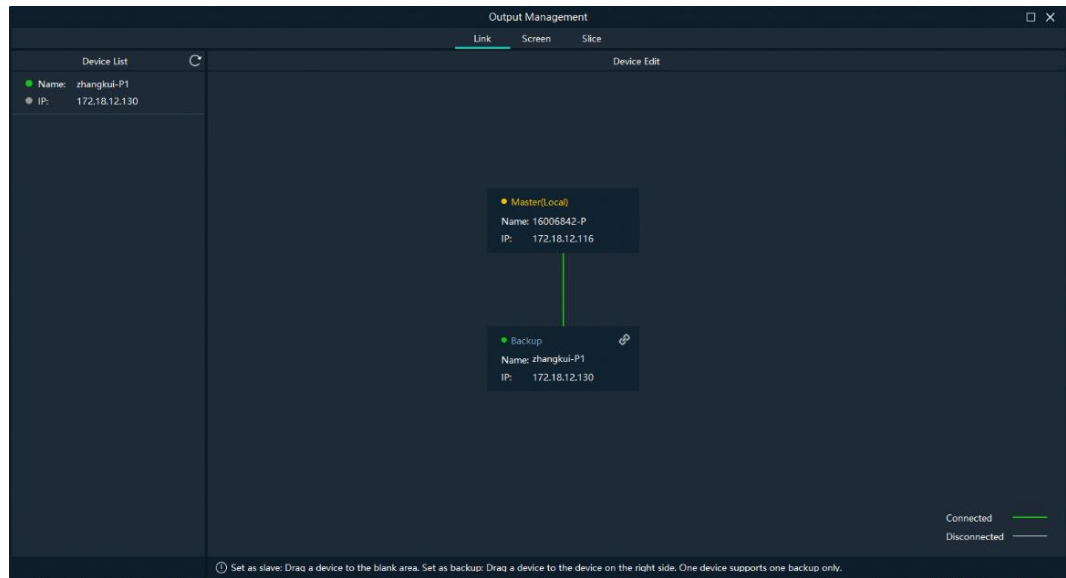 Output Management
Link Screen Slice
Device List
Device Edit
Name: zhangkui-P1
IP: 172.18.12.130
Master(Local)
Name: 16006842-P
IP: 172.18.12.116
Backup
Name: zhangkui-P1
IP: 172.18.12.130
Connected
Disconnected
Set as slave: Drag a device to the blank area. Set as backup: Drag a device to the device on the right side. One device supports one backup only.